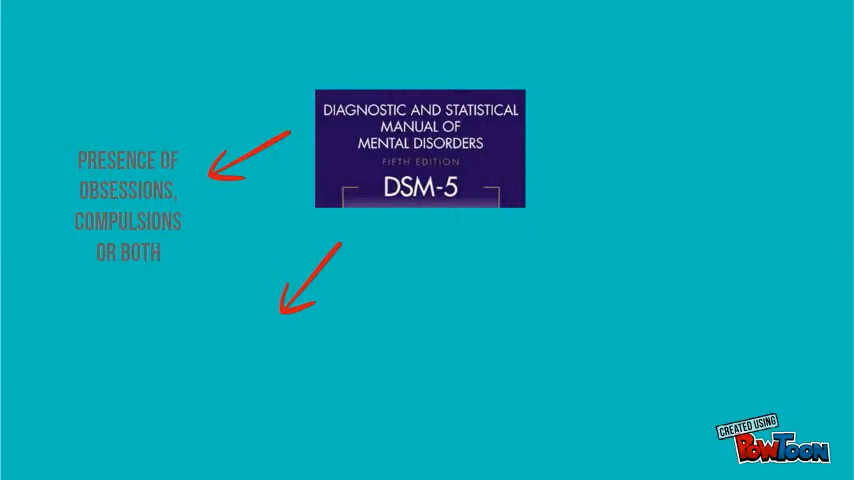 DIAGNOSTIC AND STATISTICAL
MANUAL OF
MENTAL DISORDERS
FIFTH EDITION
DSM-5
PRESENCE OF
OBSESSIONS,
COMPULSIONS
OR BOTH
CREATED USING
POWTOON